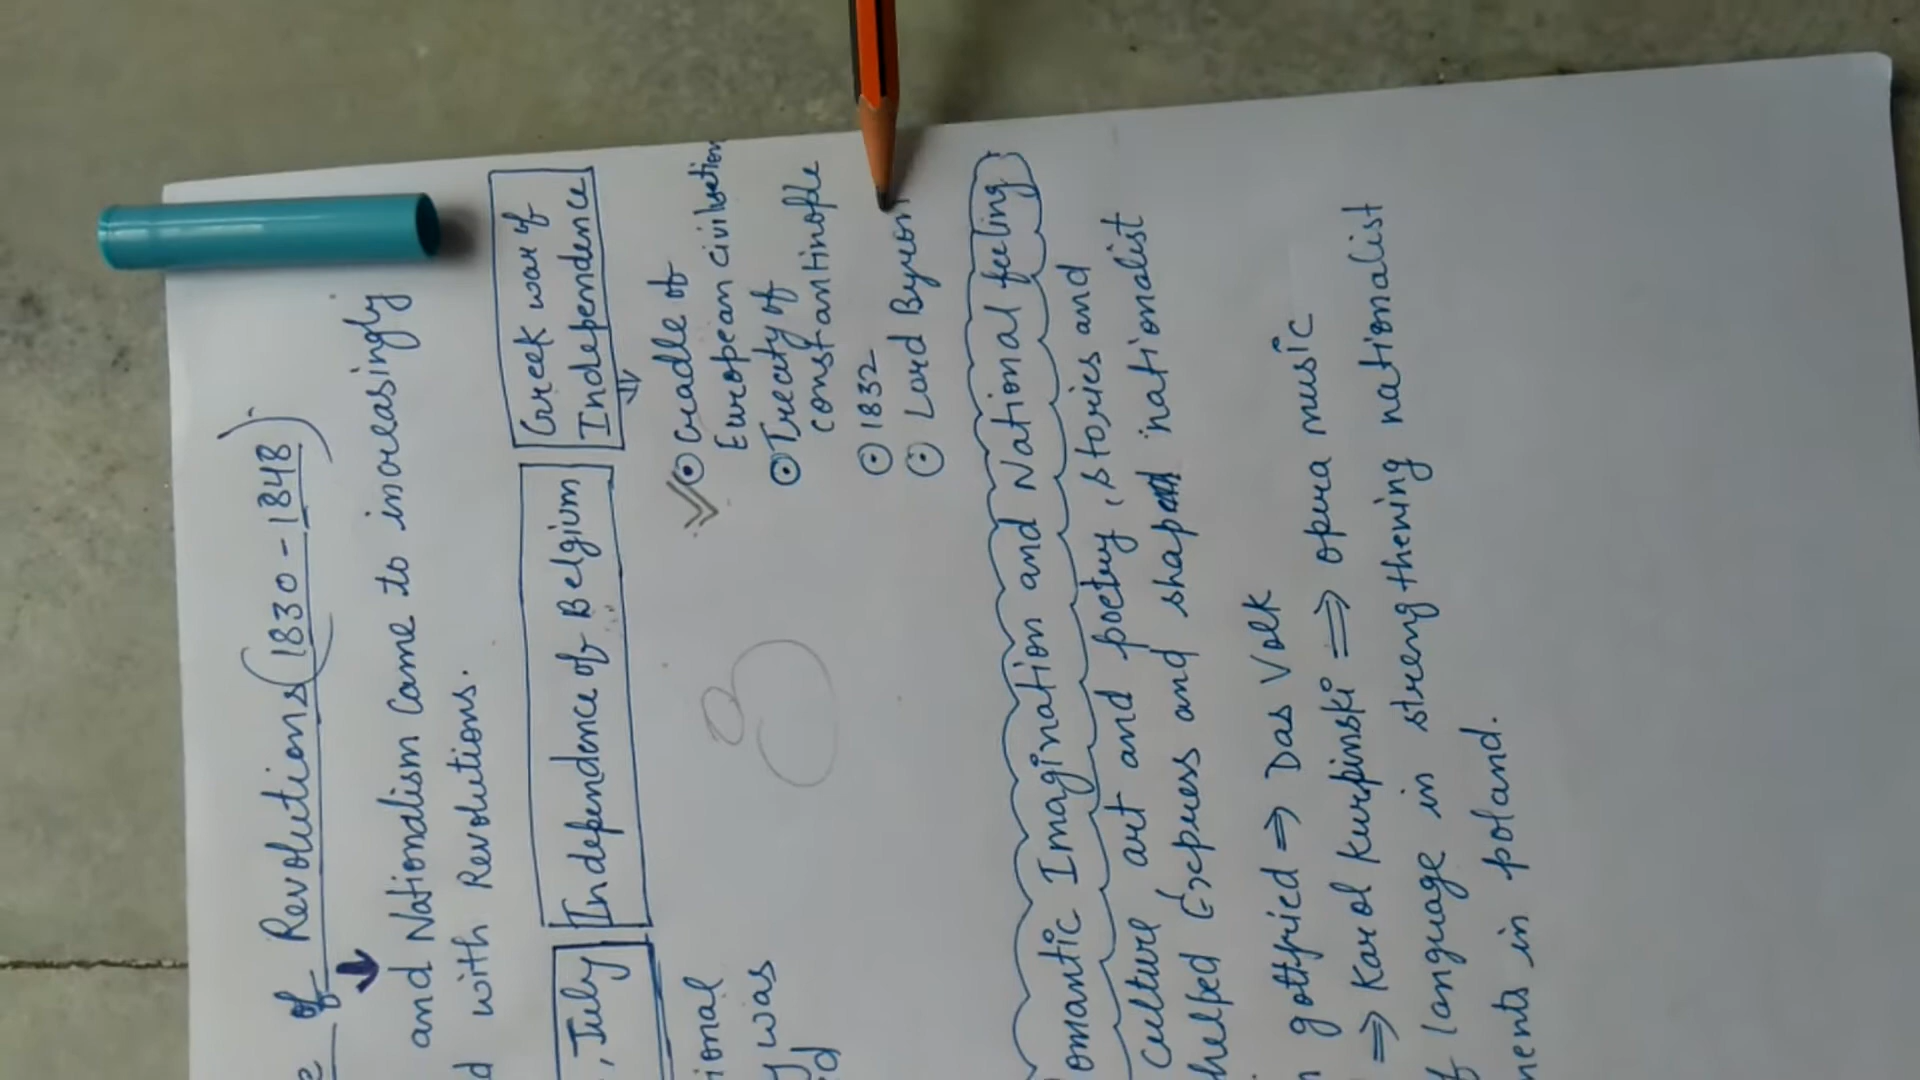 of Revolutions (1830-1848)
and Nationalism Came to increasingly
with Revolutions.
, July
Independence of Belgium
Greek war of
Independence
Cradle of
European civilisation
Treaty of
constantinople
1832
Lord Byron
omantic Imagination and National feeling
culture art and poetry, stories and
helped Express and shaped nationalist
gottfried ⇒ Das Volk
⇒ Karol kurpinski ⇒ opera music
f language in strengthening nationalist
ments in poland.
ional
y was
d